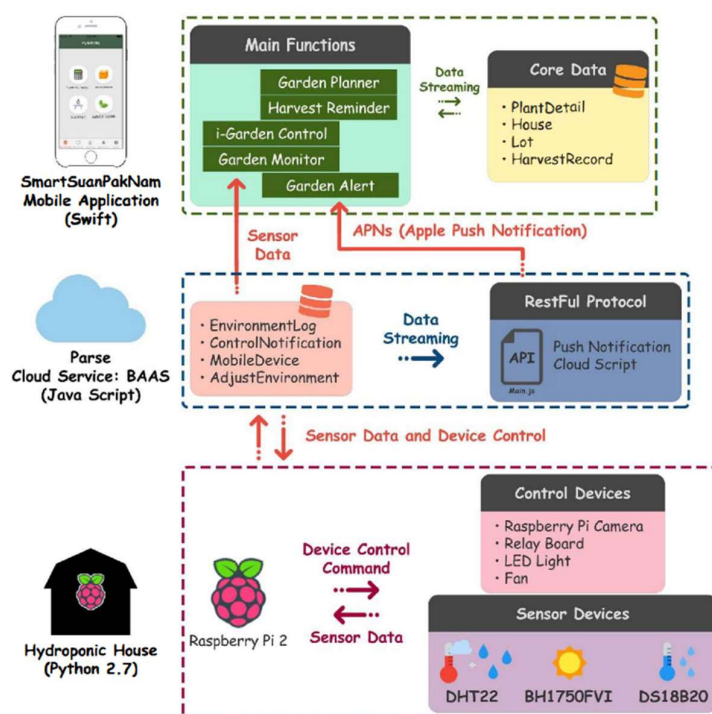 Main Functions
Garden Planner
Harvest Reminder
i-Garden Control
Garden Monitor
Garden Alert
Data
Streaming
Core Data
• PlantDetail
• House
• Lot
• HarvestRecord
SmartSuanPakNam
Mobile Application
(Swift)
Sensor
Data
APNs (Apple Push Notification)
Parse
Cloud Service: BAAS
(Java Script)
• EnvironmentLog
• ControlNotification
• MobileDevice
• AdjustEnvironment
Data
Streaming
RestFul Protocol
API
Main.js
Push Notification
Cloud Script
Sensor Data and Device Control
Hydroponic House
(Python 2.7)
Raspberry Pi 2
Device Control
Command
Sensor Data
Control Devices
• Raspberry Pi Camera
• Relay Board
• LED Light
• Fan
Sensor Devices
DHT22
BH1750FVI
DS18B20